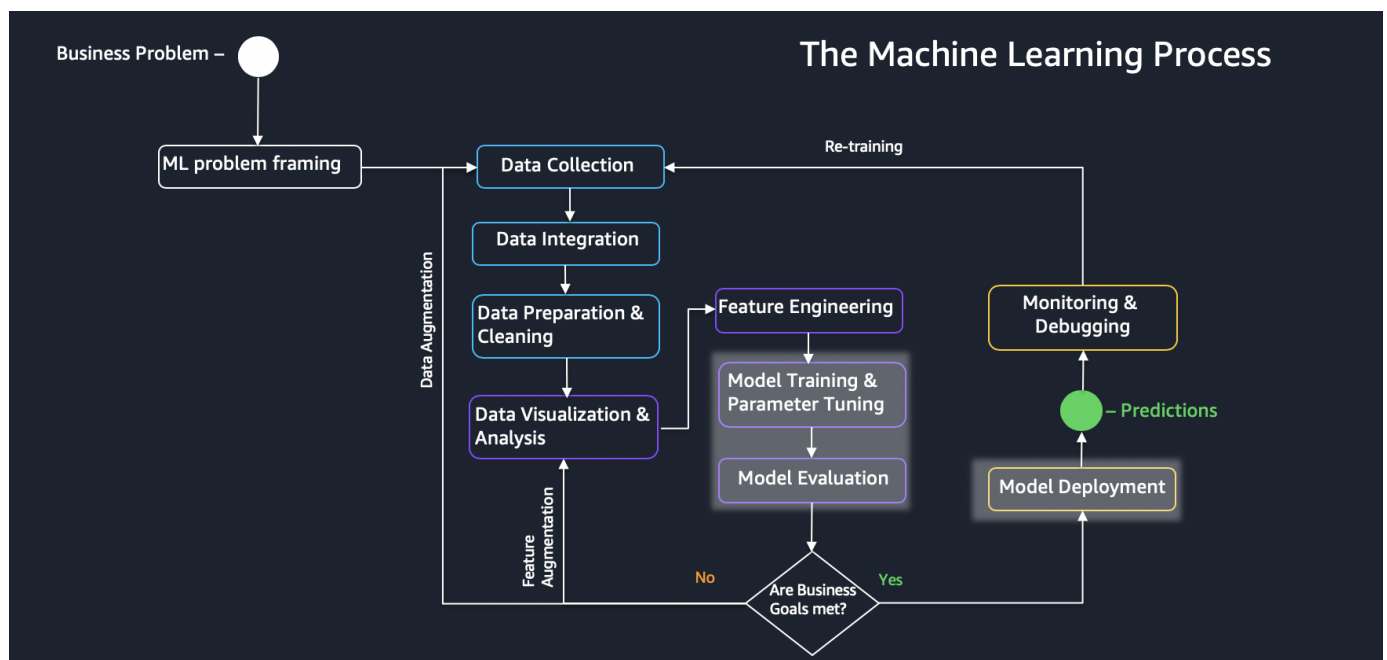 The Machine Learning Process
Business Problem –
ML problem framing
Data Collection
Re-training
Data Integration
Data Augmentation
Data Preparation &
Cleaning
Feature Engineering
Monitoring &
Debugging
Model Training &
Parameter Tuning
Data Visualization &
Analysis
– Predictions
Model Evaluation
Model Deployment
Feature
Augmentation
No
Are Business
Goals met?
Yes